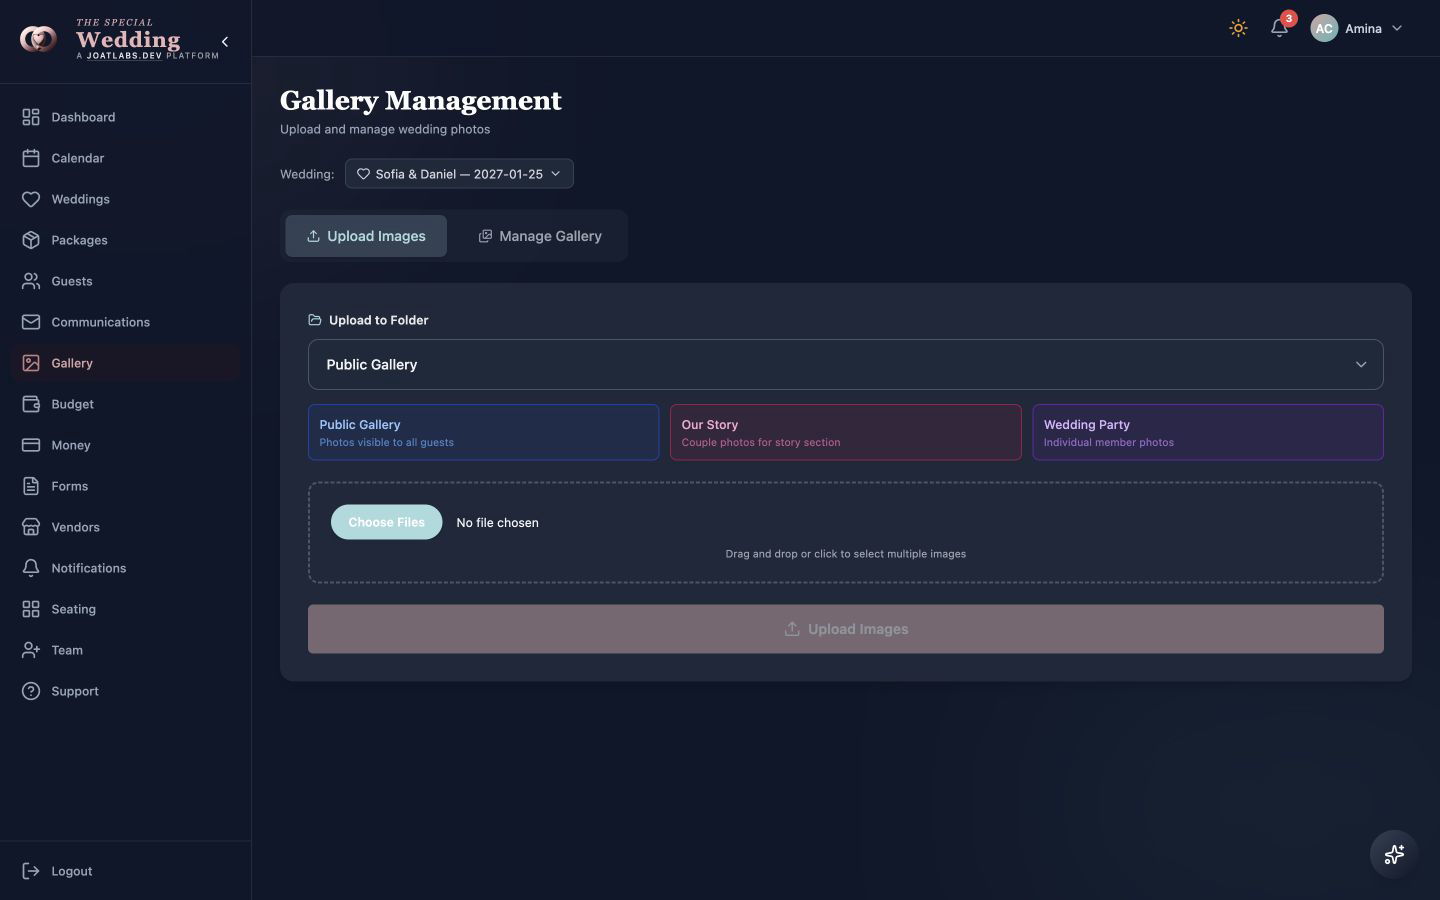 THE SPECIAL
Wedding
A JOATLABS.DEV PLATFORM
3
AC
Amina
Dashboard
Calendar
Weddings
Packages
Guests
Communications
Gallery
Budget
Money
Forms
Vendors
Notifications
Seating
Team
Support
Logout
Gallery Management
Upload and manage wedding photos
Wedding: Sofia & Daniel — 2027-01-25
Upload Images
Manage Gallery
Upload to Folder
Public Gallery
Public Gallery
Photos visible to all guests
Our Story
Couple photos for story section
Wedding Party
Individual member photos
Choose Files No file chosen
Drag and drop or click to select multiple images
Upload Images